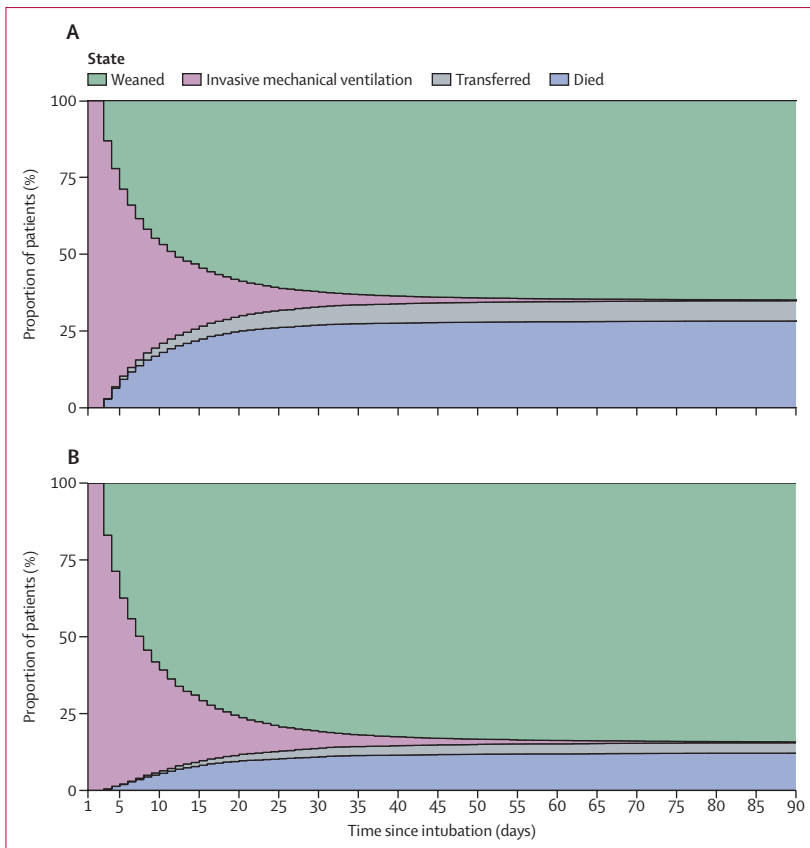 A
State
Weaned Invasive mechanical ventilation Transferred Died
100
75
50
25
0
Proportion of patients (%)
B
100
75
50
25
0
Proportion of patients (%)
1 5 10 15 20 25 30 35 40 45 50 55 60 65 70 75 80 85 90
Time since intubation (days)